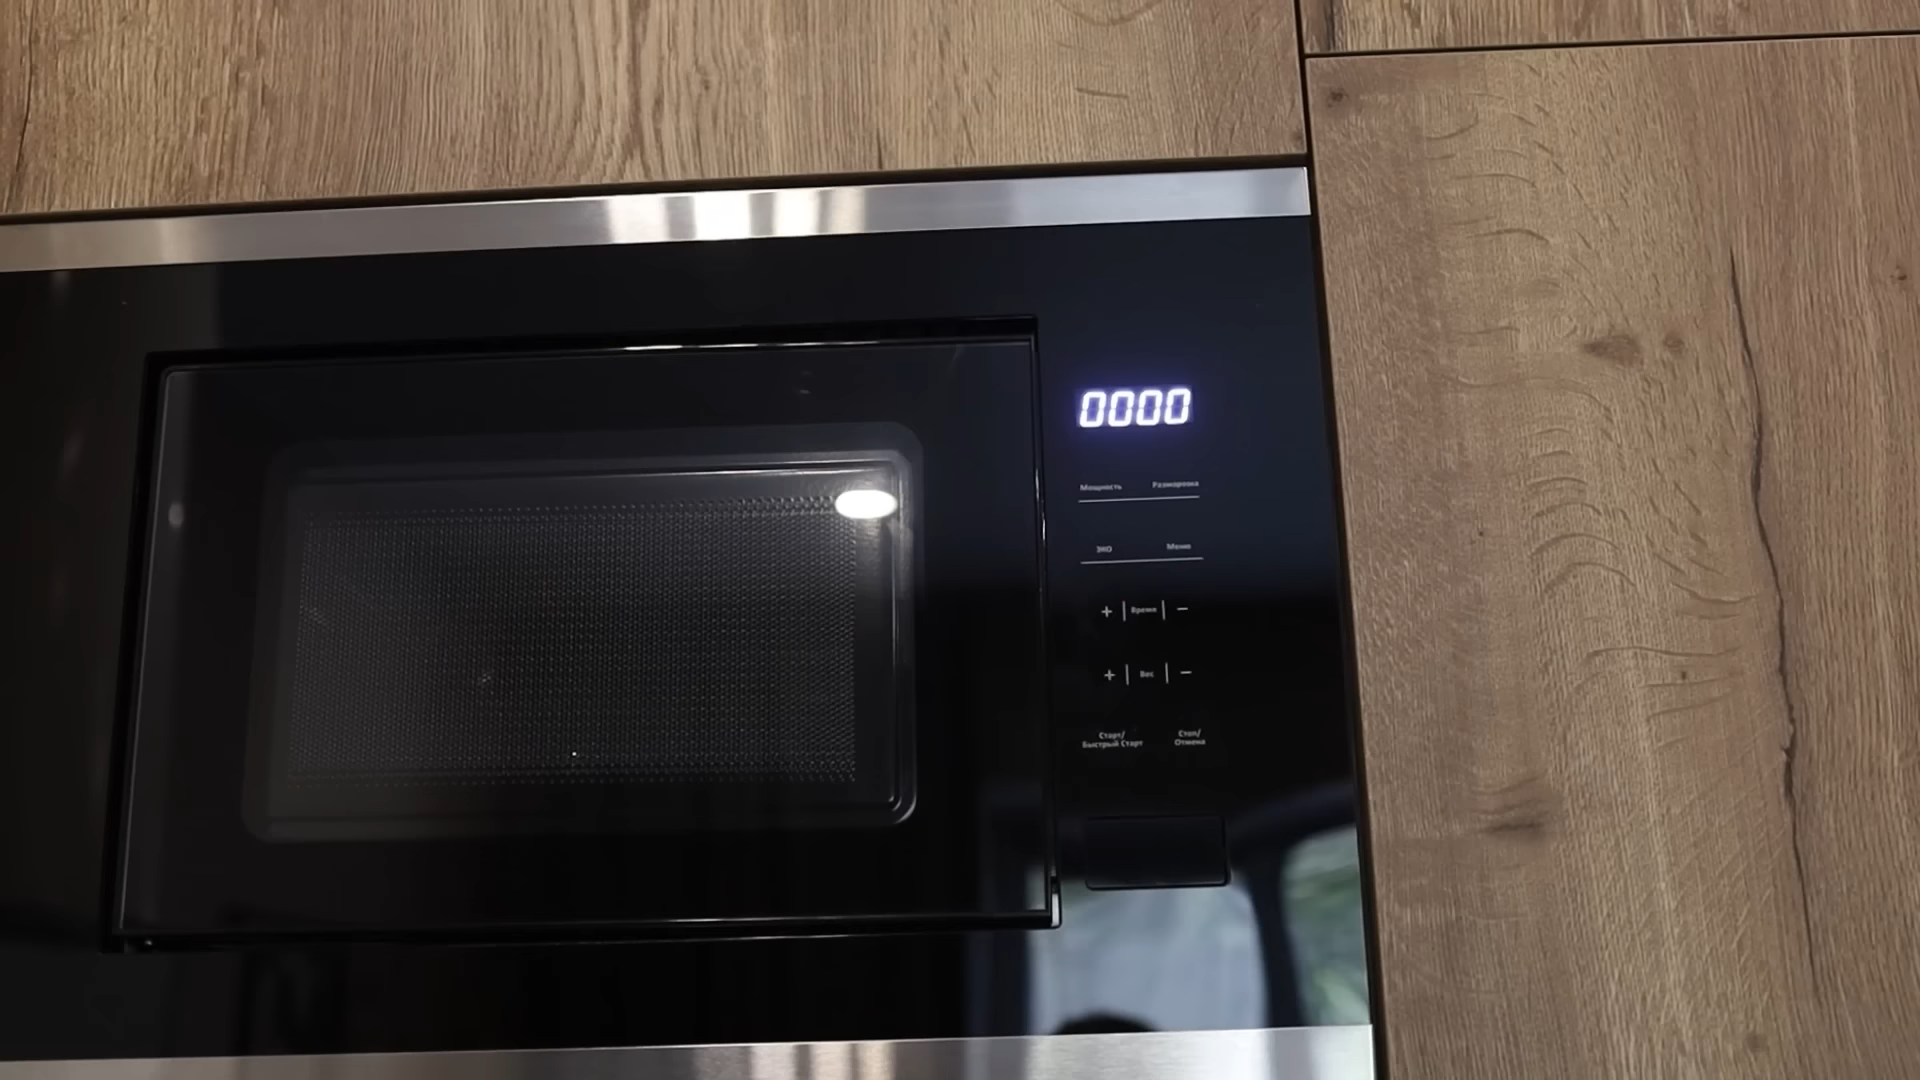 0000
Мощность Разморозка
ЭКО Меню
+ | Время | −
+ | Вес | −
Старт/ Стоп/
Быстрый Старт Отмена